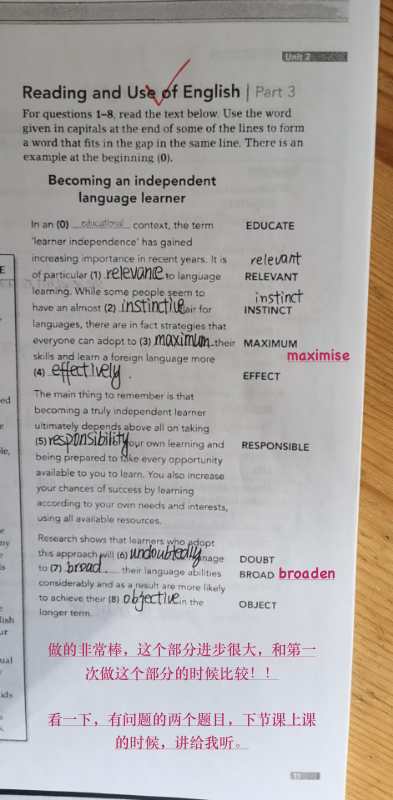 Unit 2
Reading and Use of English | Part 3
For questions 1–8, read the text below. Use the word
given in capitals at the end of some of the lines to form
a word that fits in the gap in the same line. There is an
example at the beginning (0).
Becoming an independent
language learner
In an (0) educational context, the term EDUCATE
'learner independence' has gained
increasing importance in recent years. It is relevant
of particular (1) relevance to language RELEVANT
learning. While some people seem to instinct
have an almost (2) instinctive flair for INSTINCT
languages, there are in fact strategies that
everyone can adopt to (3) maximum their MAXIMUM
skills and learn a foreign language more maximise
(4) effectively. EFFECT
The main thing to remember is that
becoming a truly independent learner
ultimately depends above all on taking
(5) responsibility your own learning and RESPONSIBLE
being prepared to take every opportunity
available to you to learn. You also increase
your chances of success by learning
according to your own needs and interests,
using all available resources.
Research shows that learners who adopt
this approach will (6) undoubtedly manage DOUBT
to (7) broad their language abilities BROAD broaden
considerably and as a result are more likely
to achieve their (8) objective in the OBJECT
longer term.
做的非常棒，这个部分进步很大，和第一
次做这个部分的时候比较！！
看一下，有问题的两个题目，下节课上课
的时候，讲给我听。
11